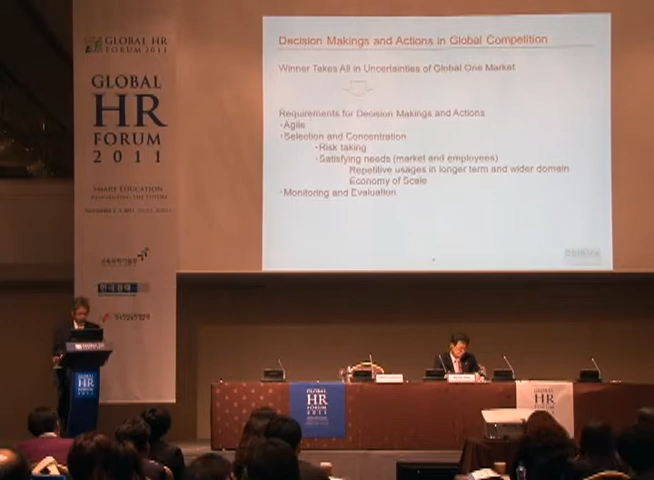 GLOBAL HR
FORUM 2011
GLOBAL
HR
FORUM
2011
SMART EDUCATION
Decision Makings and Actions in Global Competition
Winner Takes All in Uncertainties of Global One Market
Requirements for Decision Makings and Actions
・Agile
・Selection and Concentration
・Risk taking
・Satisfying needs (market and employees)
Repetitive usages in longer term and wider domain
Economy of Scale
・Monitoring and Evaluation
HR
GLOBAL
HR
FORUM
2011
GLOBAL
HR
FORUM
2011